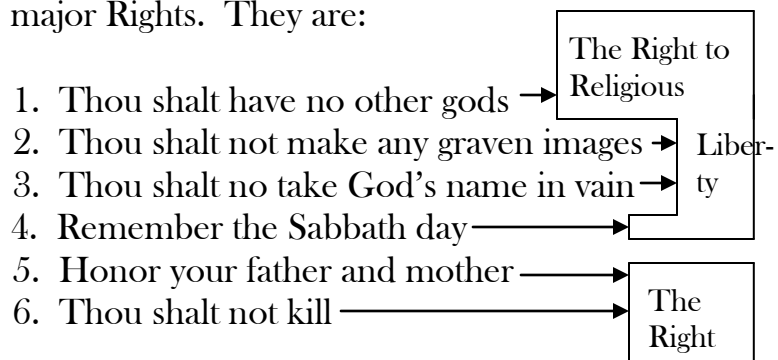 major Rights. They are:
The Right to
Religious
Liber-
ty
1. Thou shalt have no other gods
2. Thou shalt not make any graven images
3. Thou shalt no take God's name in vain
4. Remember the Sabbath day
5. Honor your father and mother
6. Thou shalt not kill
The
Right